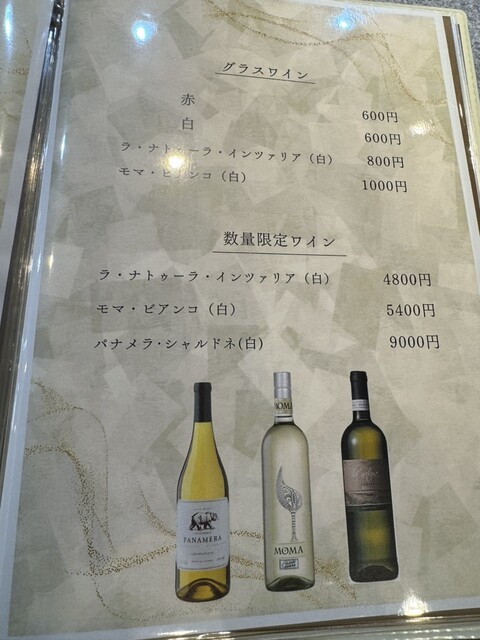 グラスワイン
赤 600円
白 600円
ラ・ナトゥーラ・インツァリア（白） 800円
モマ・ビアンコ（白） 1000円
数量限定ワイン
ラ・ナトゥーラ・インツァリア（白） 4800円
モマ・ビアンコ（白） 5400円
パナメラ・シャルドネ(白) 9000円
MOMA
PANAMERA
MOMA